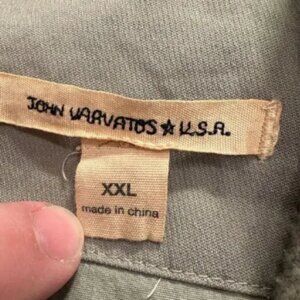 JOHN VARVATOS ★ U.S.A.
XXL
made in china